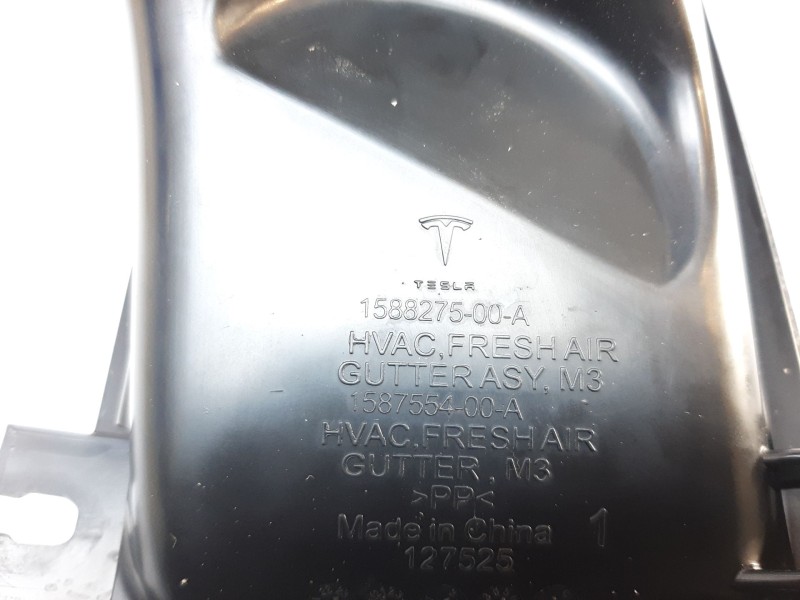 TESLA
1588275-00-A
HVAC,FRESH AIR
GUTTER ASY, M3
1587554-00-A
HVAC,FRESH AIR
GUTTER , M3
>PP<
Made in China 1
127525